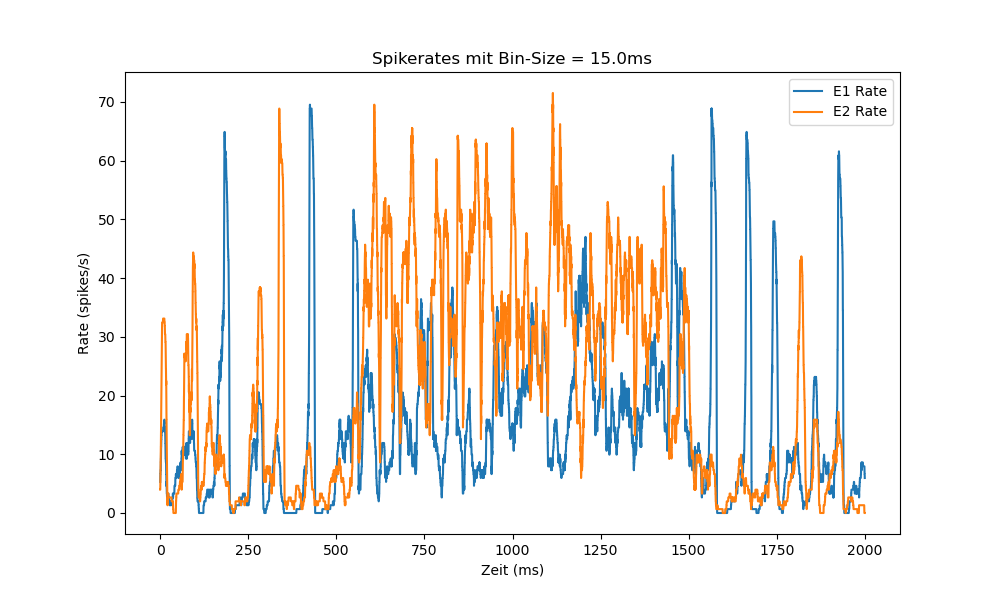 Spikerates mit Bin-Size = 15.0ms
E1 Rate
E2 Rate
Rate (spikes/s)
70
60
50
40
30
20
10
0
0 250 500 750 1000 1250 1500 1750 2000
Zeit (ms)